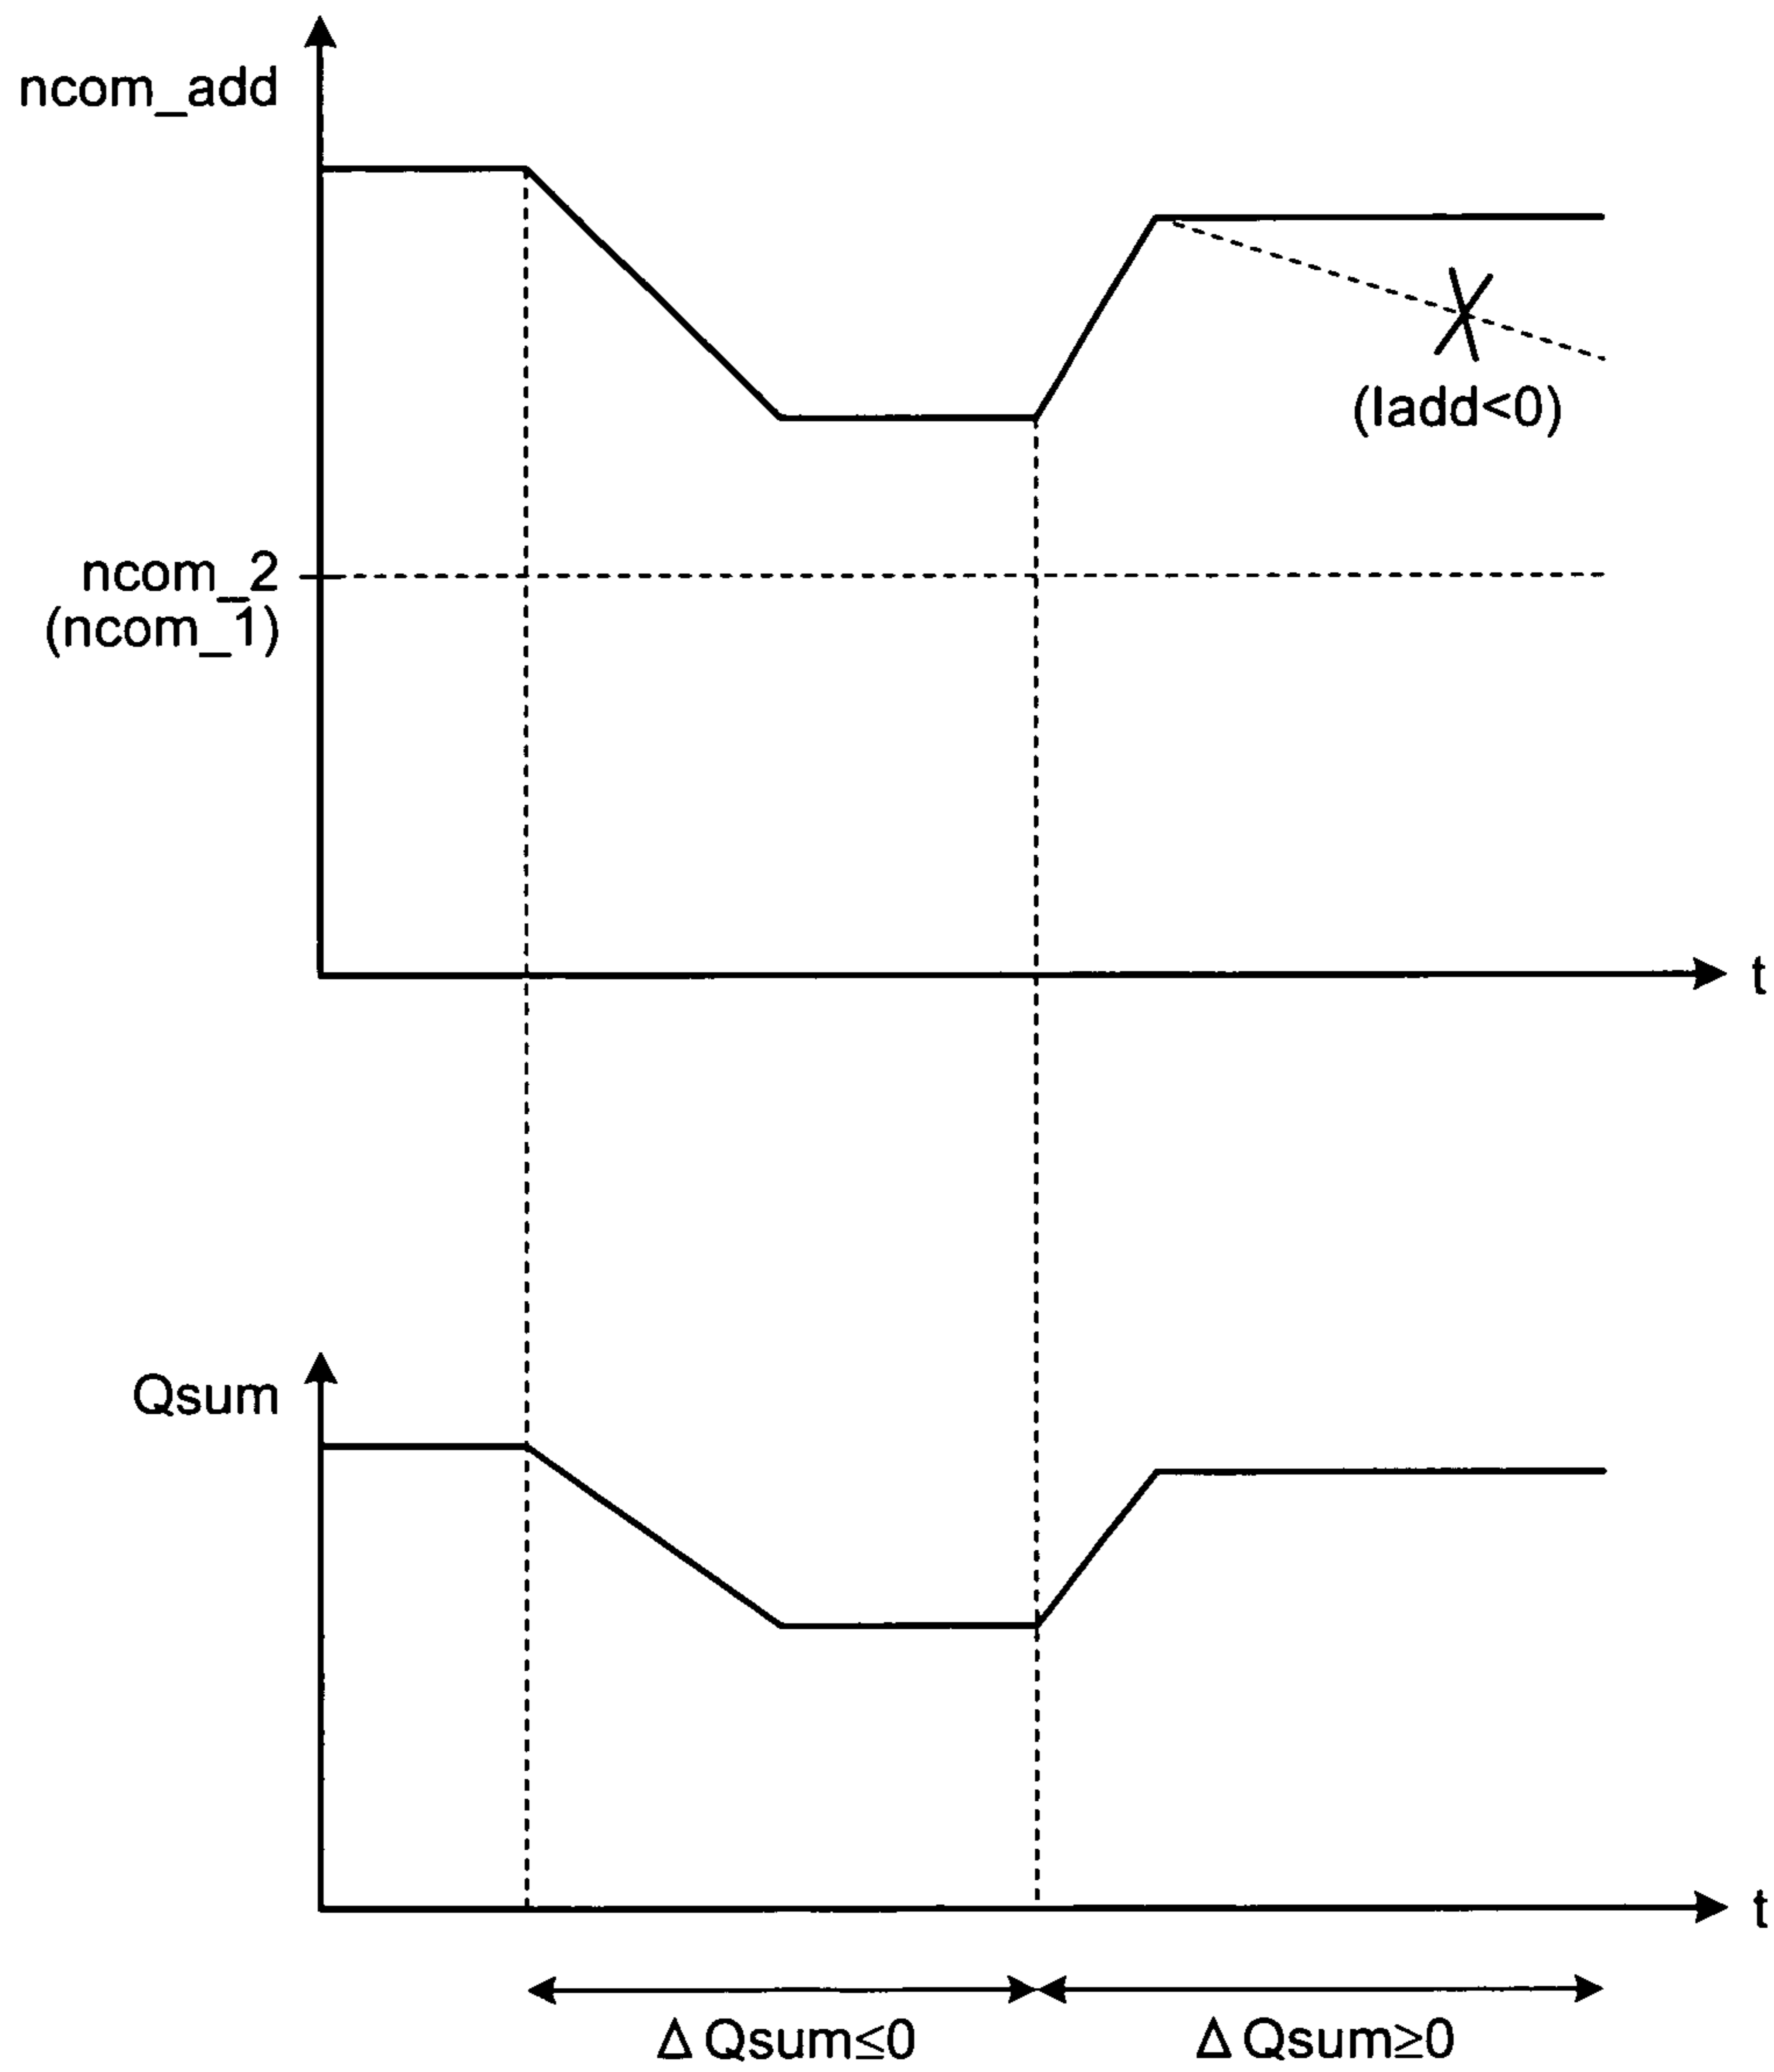 ncom_add
(Iadd<0)
ncom_2
(ncom_1)
t
Qsum
t
Δ Qsum≤0
Δ Qsum≥0